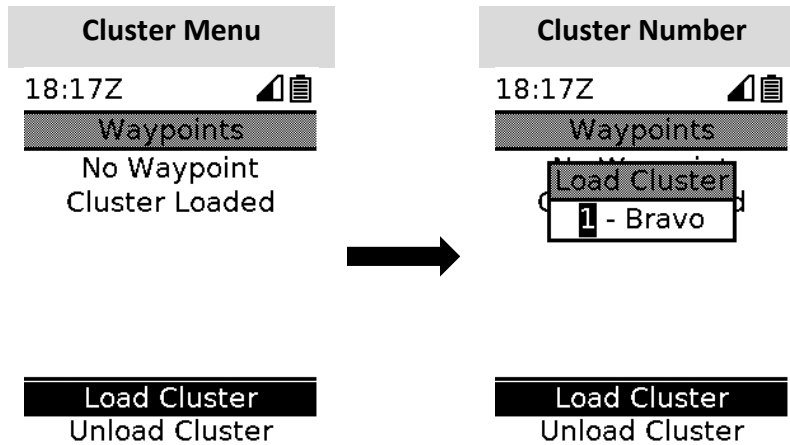 Cluster Menu
18:17Z
Waypoints
No Waypoint
Cluster Loaded
Load Cluster
Unload Cluster
Cluster Number
18:17Z
Waypoints
Load Cluster
1 - Bravo
Load Cluster
Unload Cluster